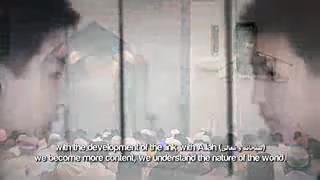 with the development of the link with Allah (سبحانه و تعالى)
we become more content, We understand the nature of the world,